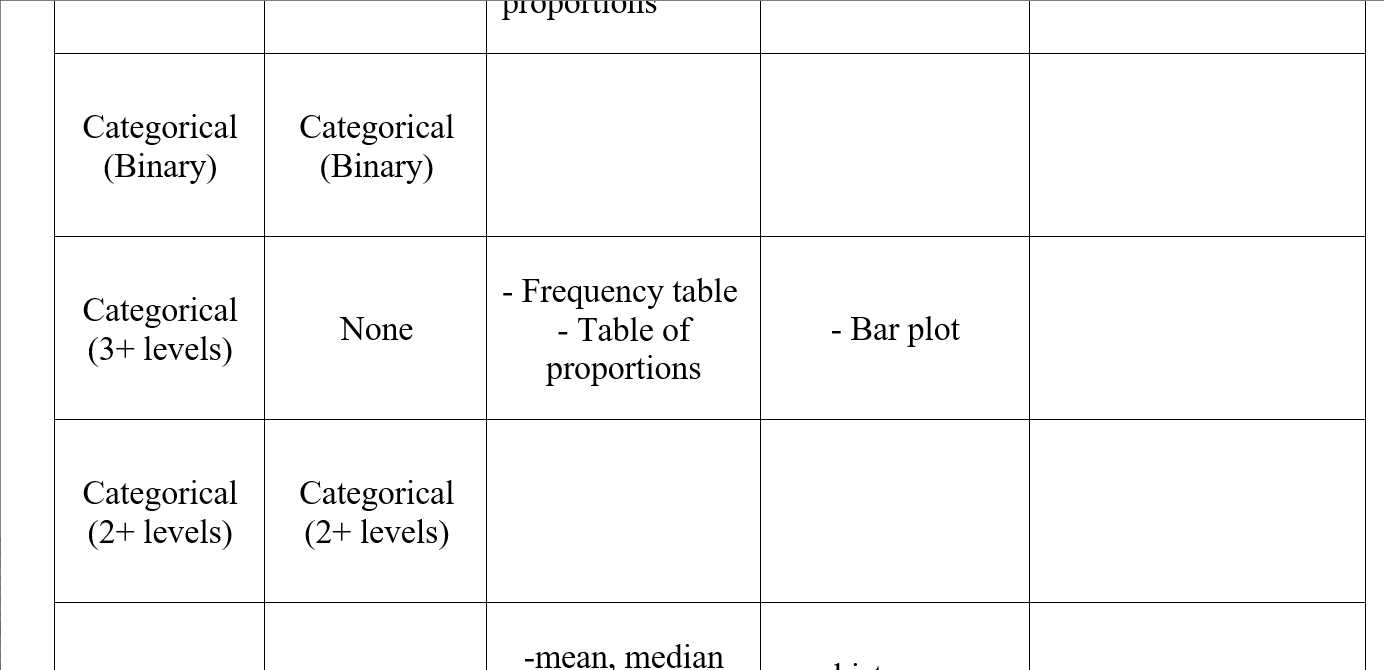 proportions
Categorical
(Binary)
Categorical
(Binary)
Categorical
(3+ levels)
None
- Frequency table
- Table of
proportions
- Bar plot
Categorical
(2+ levels)
Categorical
(2+ levels)
-mean, median